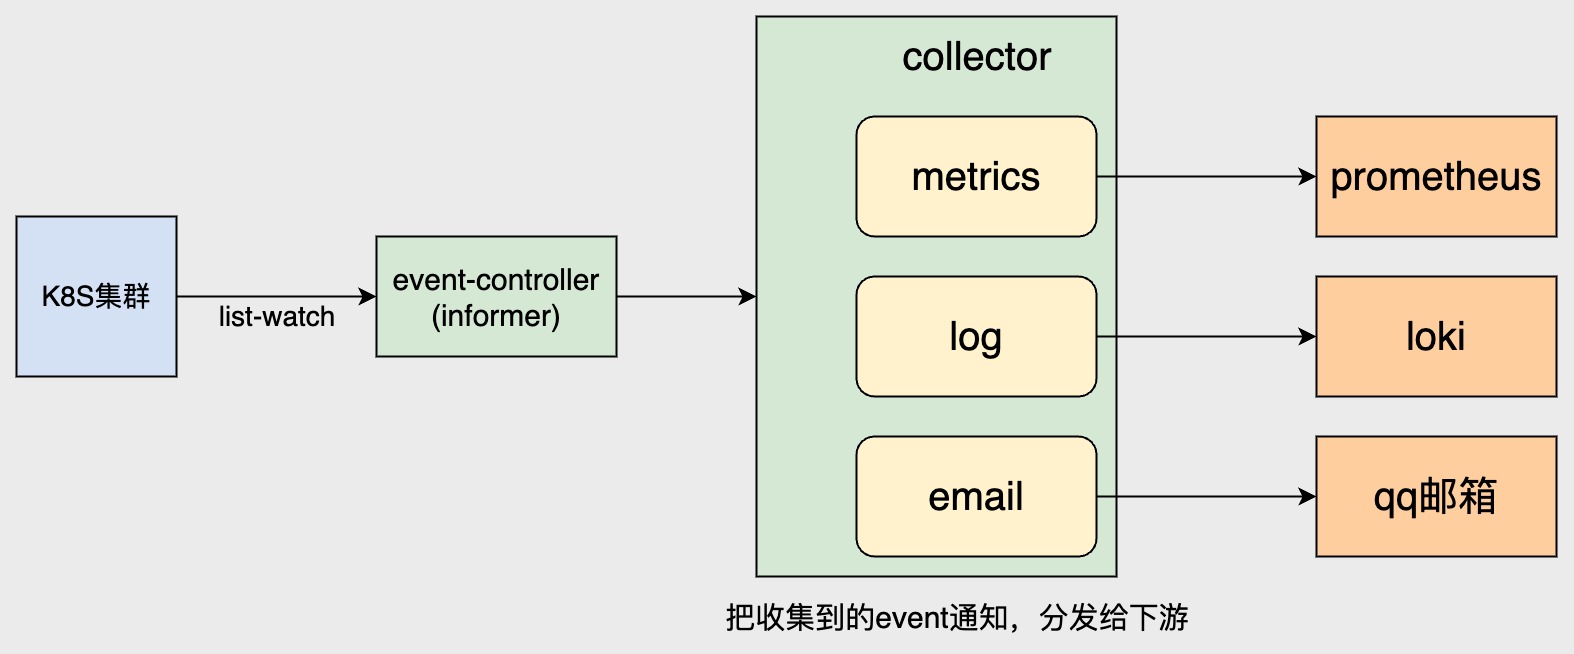 K8S集群
list-watch
event-controller
(informer)
collector
metrics
log
email
prometheus
loki
qq邮箱
把收集到的event通知，分发给下游